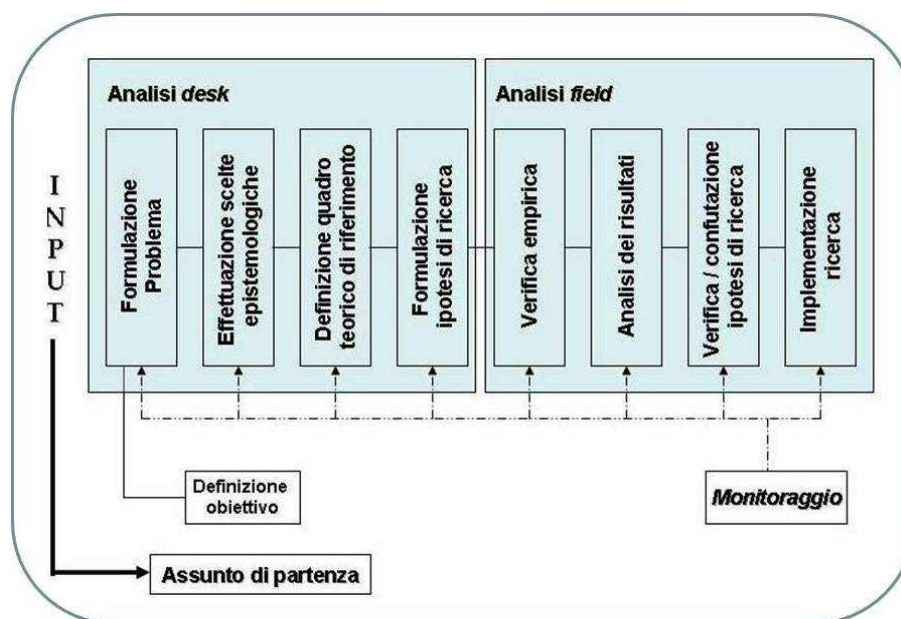 Analisi desk
Analisi field
INPUT
Formulazione
Problema
Effettuazione scelte
epistemologiche
Definizione quadro
teorico di riferimento
Formulazione
ipotesi di ricerca
Verifica empirica
Analisi dei risultati
Verifica / confutazione
ipotesi di ricerca
Implementazione
ricerca
Definizione
obiettivo
Monitoraggio
Assunto di partenza